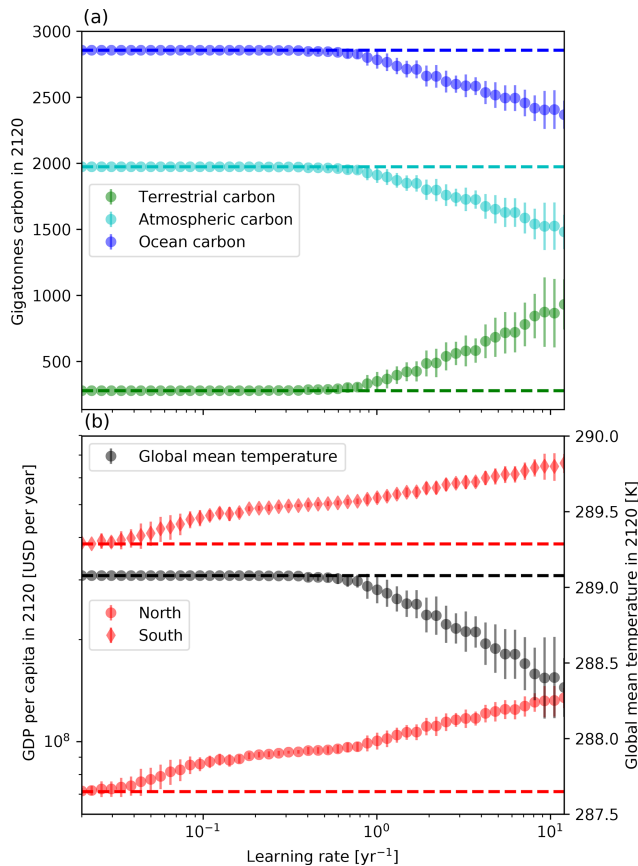 (a)
3000
2500
2000
1500
1000
500
Gigatonnes carbon in 2120
Terrestrial carbon
Atmospheric carbon
Ocean carbon
(b)
290.0
289.5
289.0
288.5
288.0
287.5
Global mean temperature in 2120 [K]
Global mean temperature
North
South
GDP per capita in 2120 [USD per year]
10⁸
10⁻¹ 10⁰ 10¹
Learning rate [yr⁻¹]